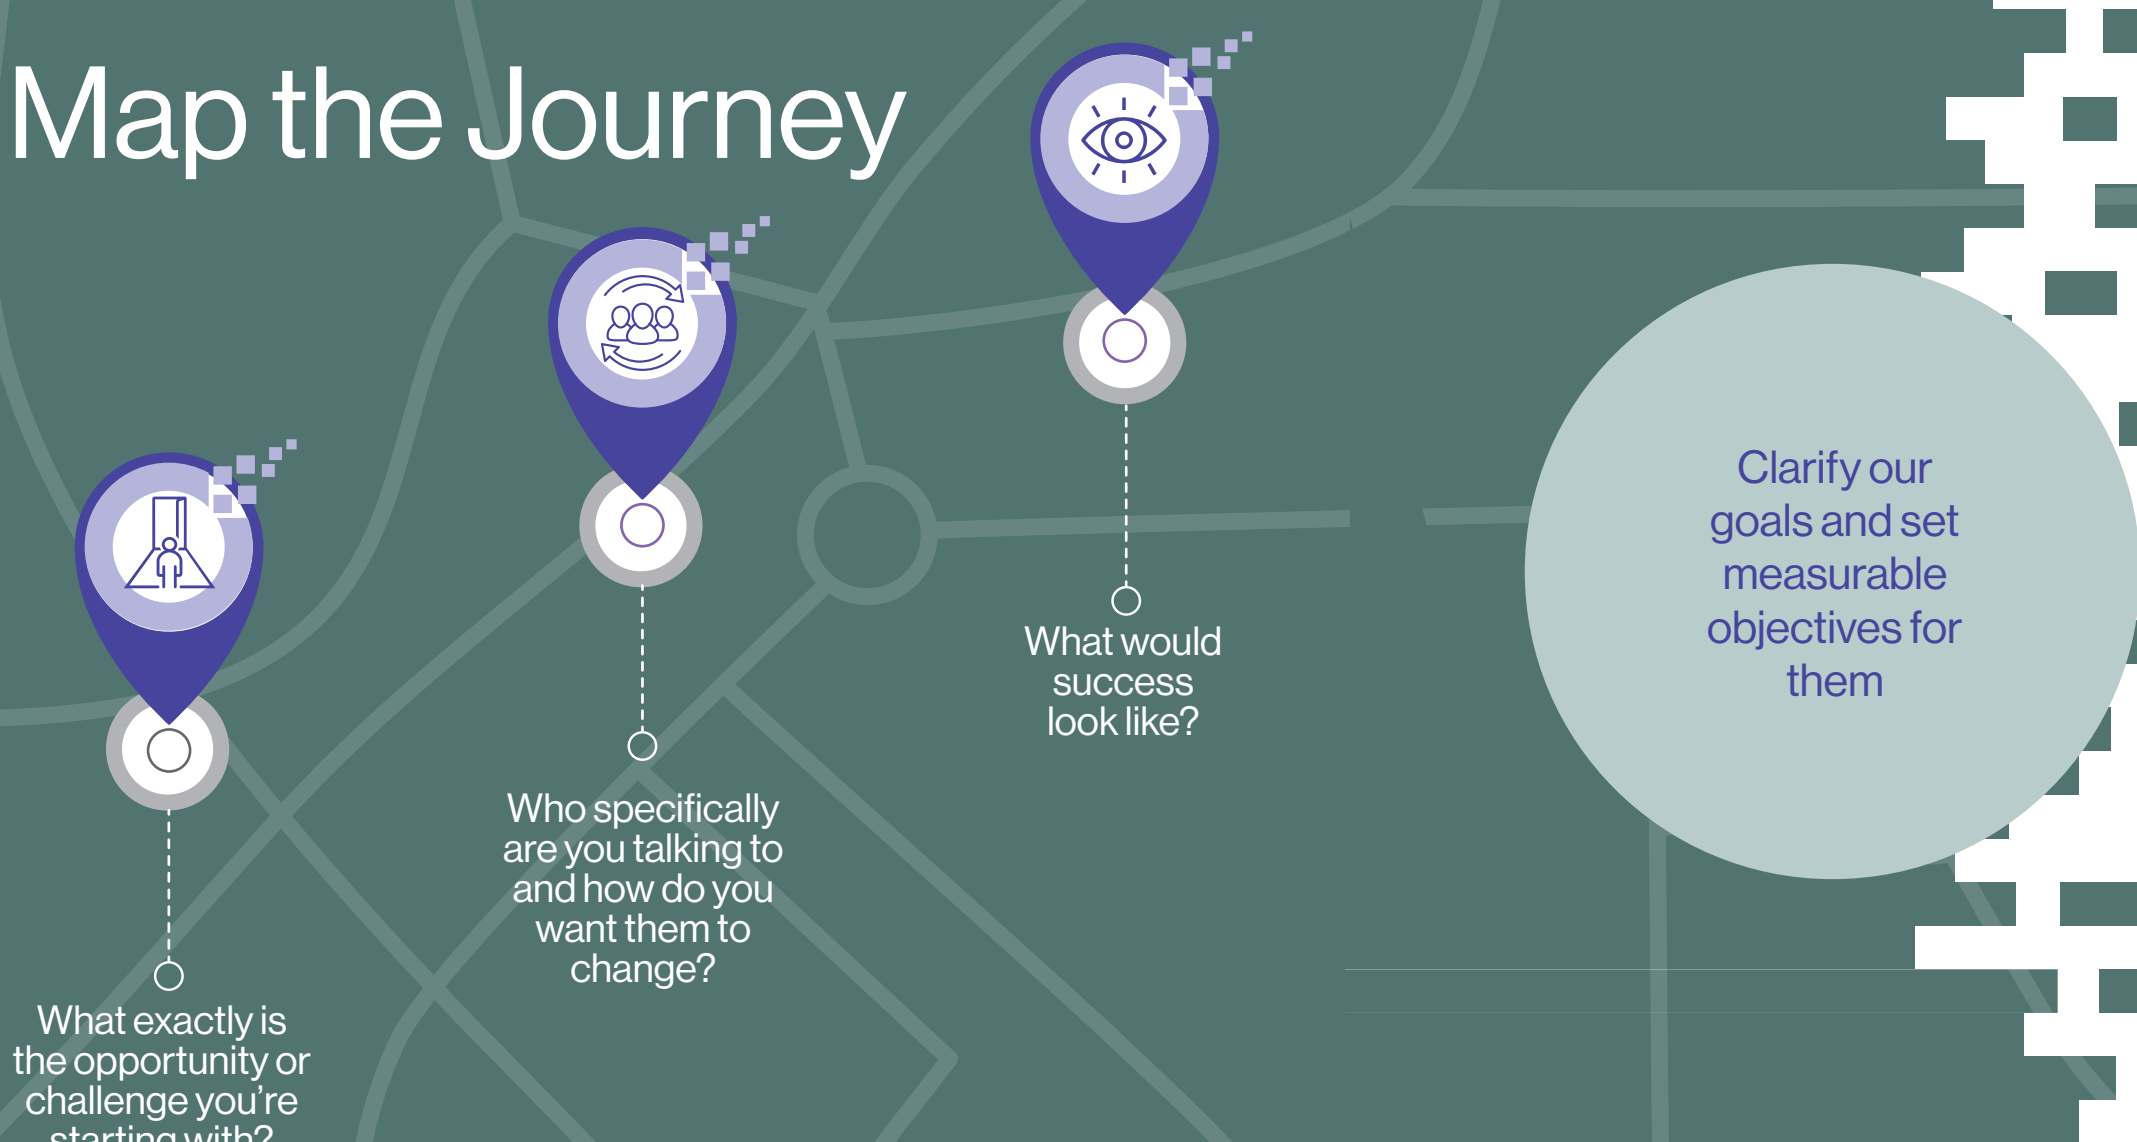 Map the Journey
What exactly is
the opportunity or
challenge you’re
starting with?
Who specifically
are you talking to
and how do you
want them to
change?
What would
success
look like?
Clarify our
goals and set
measurable
objectives for
them